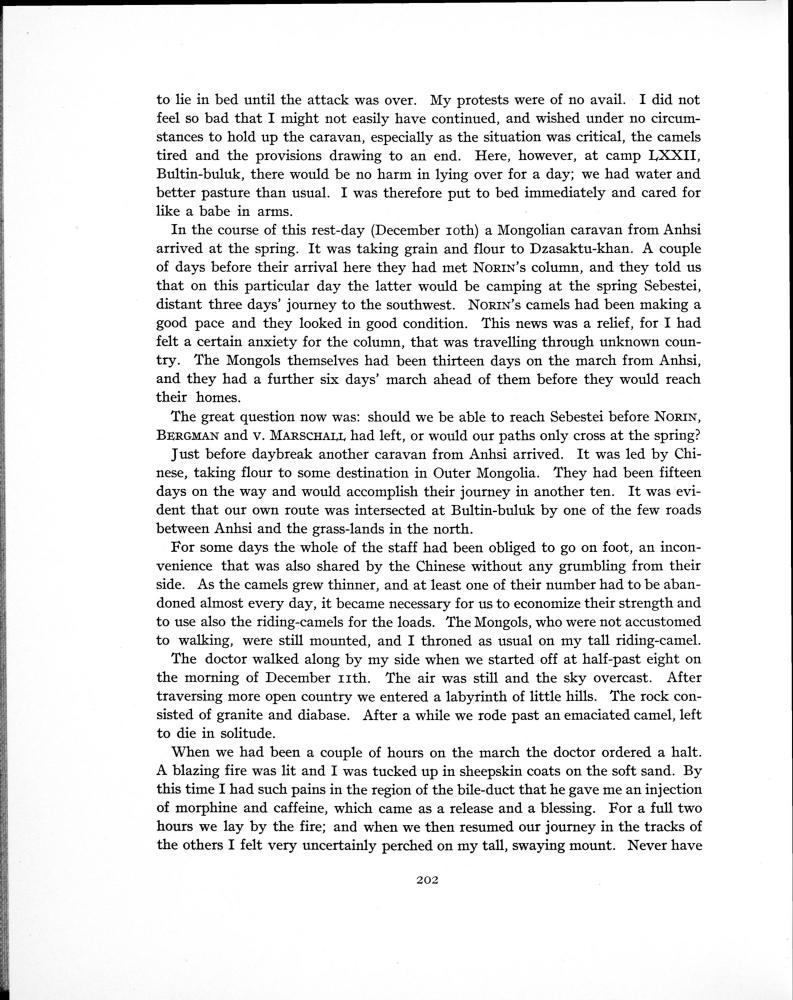 to lie in bed until the attack was over. My protests were of no avail. I did not
feel so bad that I might not easily have continued, and wished under no circum-
stances to hold up the caravan, especially as the situation was critical, the camels
tired and the provisions drawing to an end. Here, however, at camp LXXII,
Bultin-buluk, there would be no harm in lying over for a day; we had water and
better pasture than usual. I was therefore put to bed immediately and cared for
like a babe in arms.
In the course of this rest-day (December 10th) a Mongolian caravan from Anhsi
arrived at the spring. It was taking grain and flour to Dzasaktu-khan. A couple
of days before their arrival here they had met NORIN's column, and they told us
that on this particular day the latter would be camping at the spring Sebestei,
distant three days' journey to the southwest. NORIN's camels had been making a
good pace and they looked in good condition. This news was a relief, for I had
felt a certain anxiety for the column, that was travelling through unknown coun-
try. The Mongols themselves had been thirteen days on the march from Anhsi,
and they had a further six days' march ahead of them before they would reach
their homes.
The great question now was: should we be able to reach Sebestei before NORIN,
BERGMAN and V. MARSCHALL had left, or would our paths only cross at the spring?
Just before daybreak another caravan from Anhsi arrived. It was led by Chi-
nese, taking flour to some destination in Outer Mongolia. They had been fifteen
days on the way and would accomplish their journey in another ten. It was evi-
dent that our own route was intersected at Bultin-buluk by one of the few roads
between Anhsi and the grass-lands in the north.
For some days the whole of the staff had been obliged to go on foot, an incon-
venience that was also shared by the Chinese without any grumbling from their
side. As the camels grew thinner, and at least one of their number had to be aban-
doned almost every day, it became necessary for us to economize their strength and
to use also the riding-camels for the loads. The Mongols, who were not accustomed
to walking, were still mounted, and I throned as usual on my tall riding-camel.
The doctor walked along by my side when we started off at half-past eight on
the morning of December 11th. The air was still and the sky overcast. After
traversing more open country we entered a labyrinth of little hills. The rock con-
sisted of granite and diabase. After a while we rode past an emaciated camel, left
to die in solitude.
When we had been a couple of hours on the march the doctor ordered a halt.
A blazing fire was lit and I was tucked up in sheepskin coats on the soft sand. By
this time I had such pains in the region of the bile-duct that he gave me an injection
of morphine and caffeine, which came as a release and a blessing. For a full two
hours we lay by the fire; and when we then resumed our journey in the tracks of
the others I felt very uncertainly perched on my tall, swaying mount. Never have
202